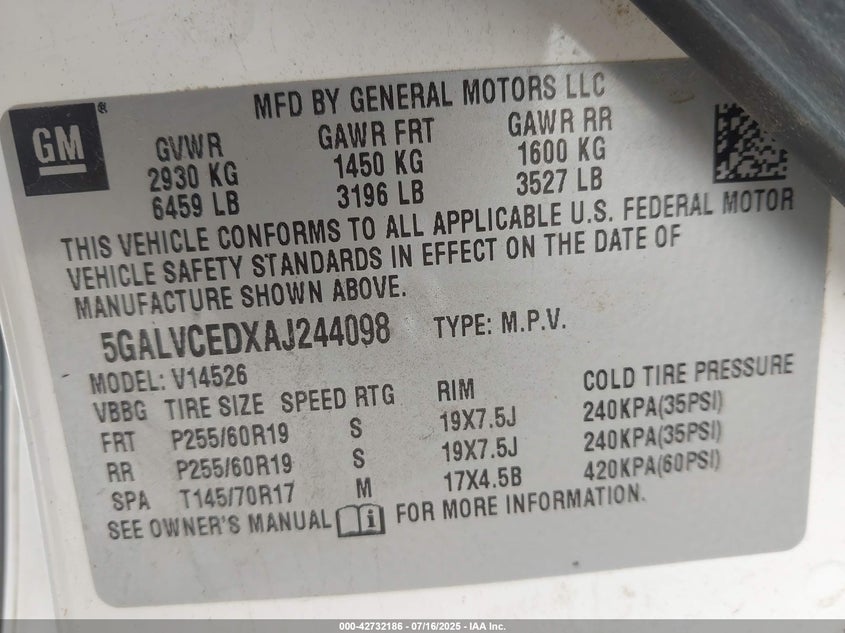 MFD BY GENERAL MOTORS LLC
GM®
GVWR GAWR FRT GAWR RR
2930 KG 1450 KG 1600 KG
6459 LB 3196 LB 3527 LB
THIS VEHICLE CONFORMS TO ALL APPLICABLE U.S. FEDERAL MOTOR
VEHICLE SAFETY STANDARDS IN EFFECT ON THE DATE OF
MANUFACTURE SHOWN ABOVE.
5GALVCEDXAJ244098 TYPE: M.P.V.
MODEL: V14526
VBBG TIRE SIZE SPEED RTG RIM COLD TIRE PRESSURE
FRT P255/60R19 S 19X7.5J 240KPA(35PSI)
RR P255/60R19 S 19X7.5J 240KPA(35PSI)
SPA T145/70R17 M 17X4.5B 420KPA(60PSI)
SEE OWNER'S MANUAL i FOR MORE INFORMATION.
000-42732186 - 07/16/2025 - IAA Inc.